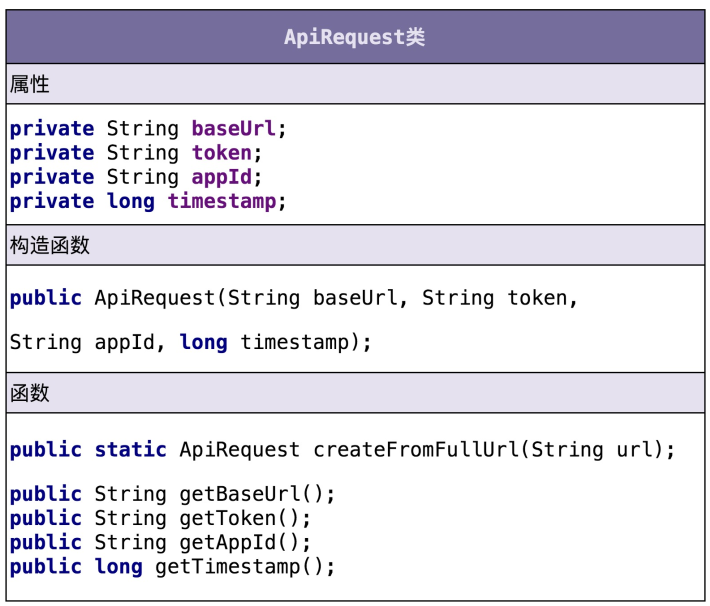 ApiRequest类
属性
private String baseUrl;
private String token;
private String appId;
private long timestamp;
构造函数
public ApiRequest(String baseUrl, String token,
String appId, long timestamp);
函数
public static ApiRequest createFromFullUrl(String url);
public String getBaseUrl();
public String getToken();
public String getAppId();
public long getTimestamp();